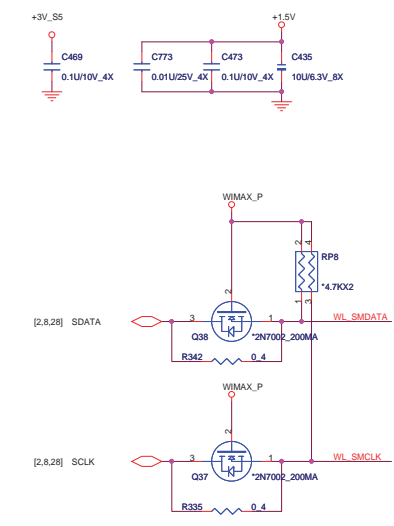 +3V_S5 +1.5V
C469 C773 C473 C435
0.1U/10V_4X 0.01U/25V_4X 0.1U/10V_4X 10U/6.3V_8X
WIMAX_P
2 4
RP8
*4.7KX2
2 1 3
[2,8,28] SDATA 3 1 WL_SMDATA
Q38 *2N7002_200MA
R342 0_4
WIMAX_P
2
[2,8,28] SCLK 3 1 WL_SMCLK
Q37 *2N7002_200MA
R335 0_4